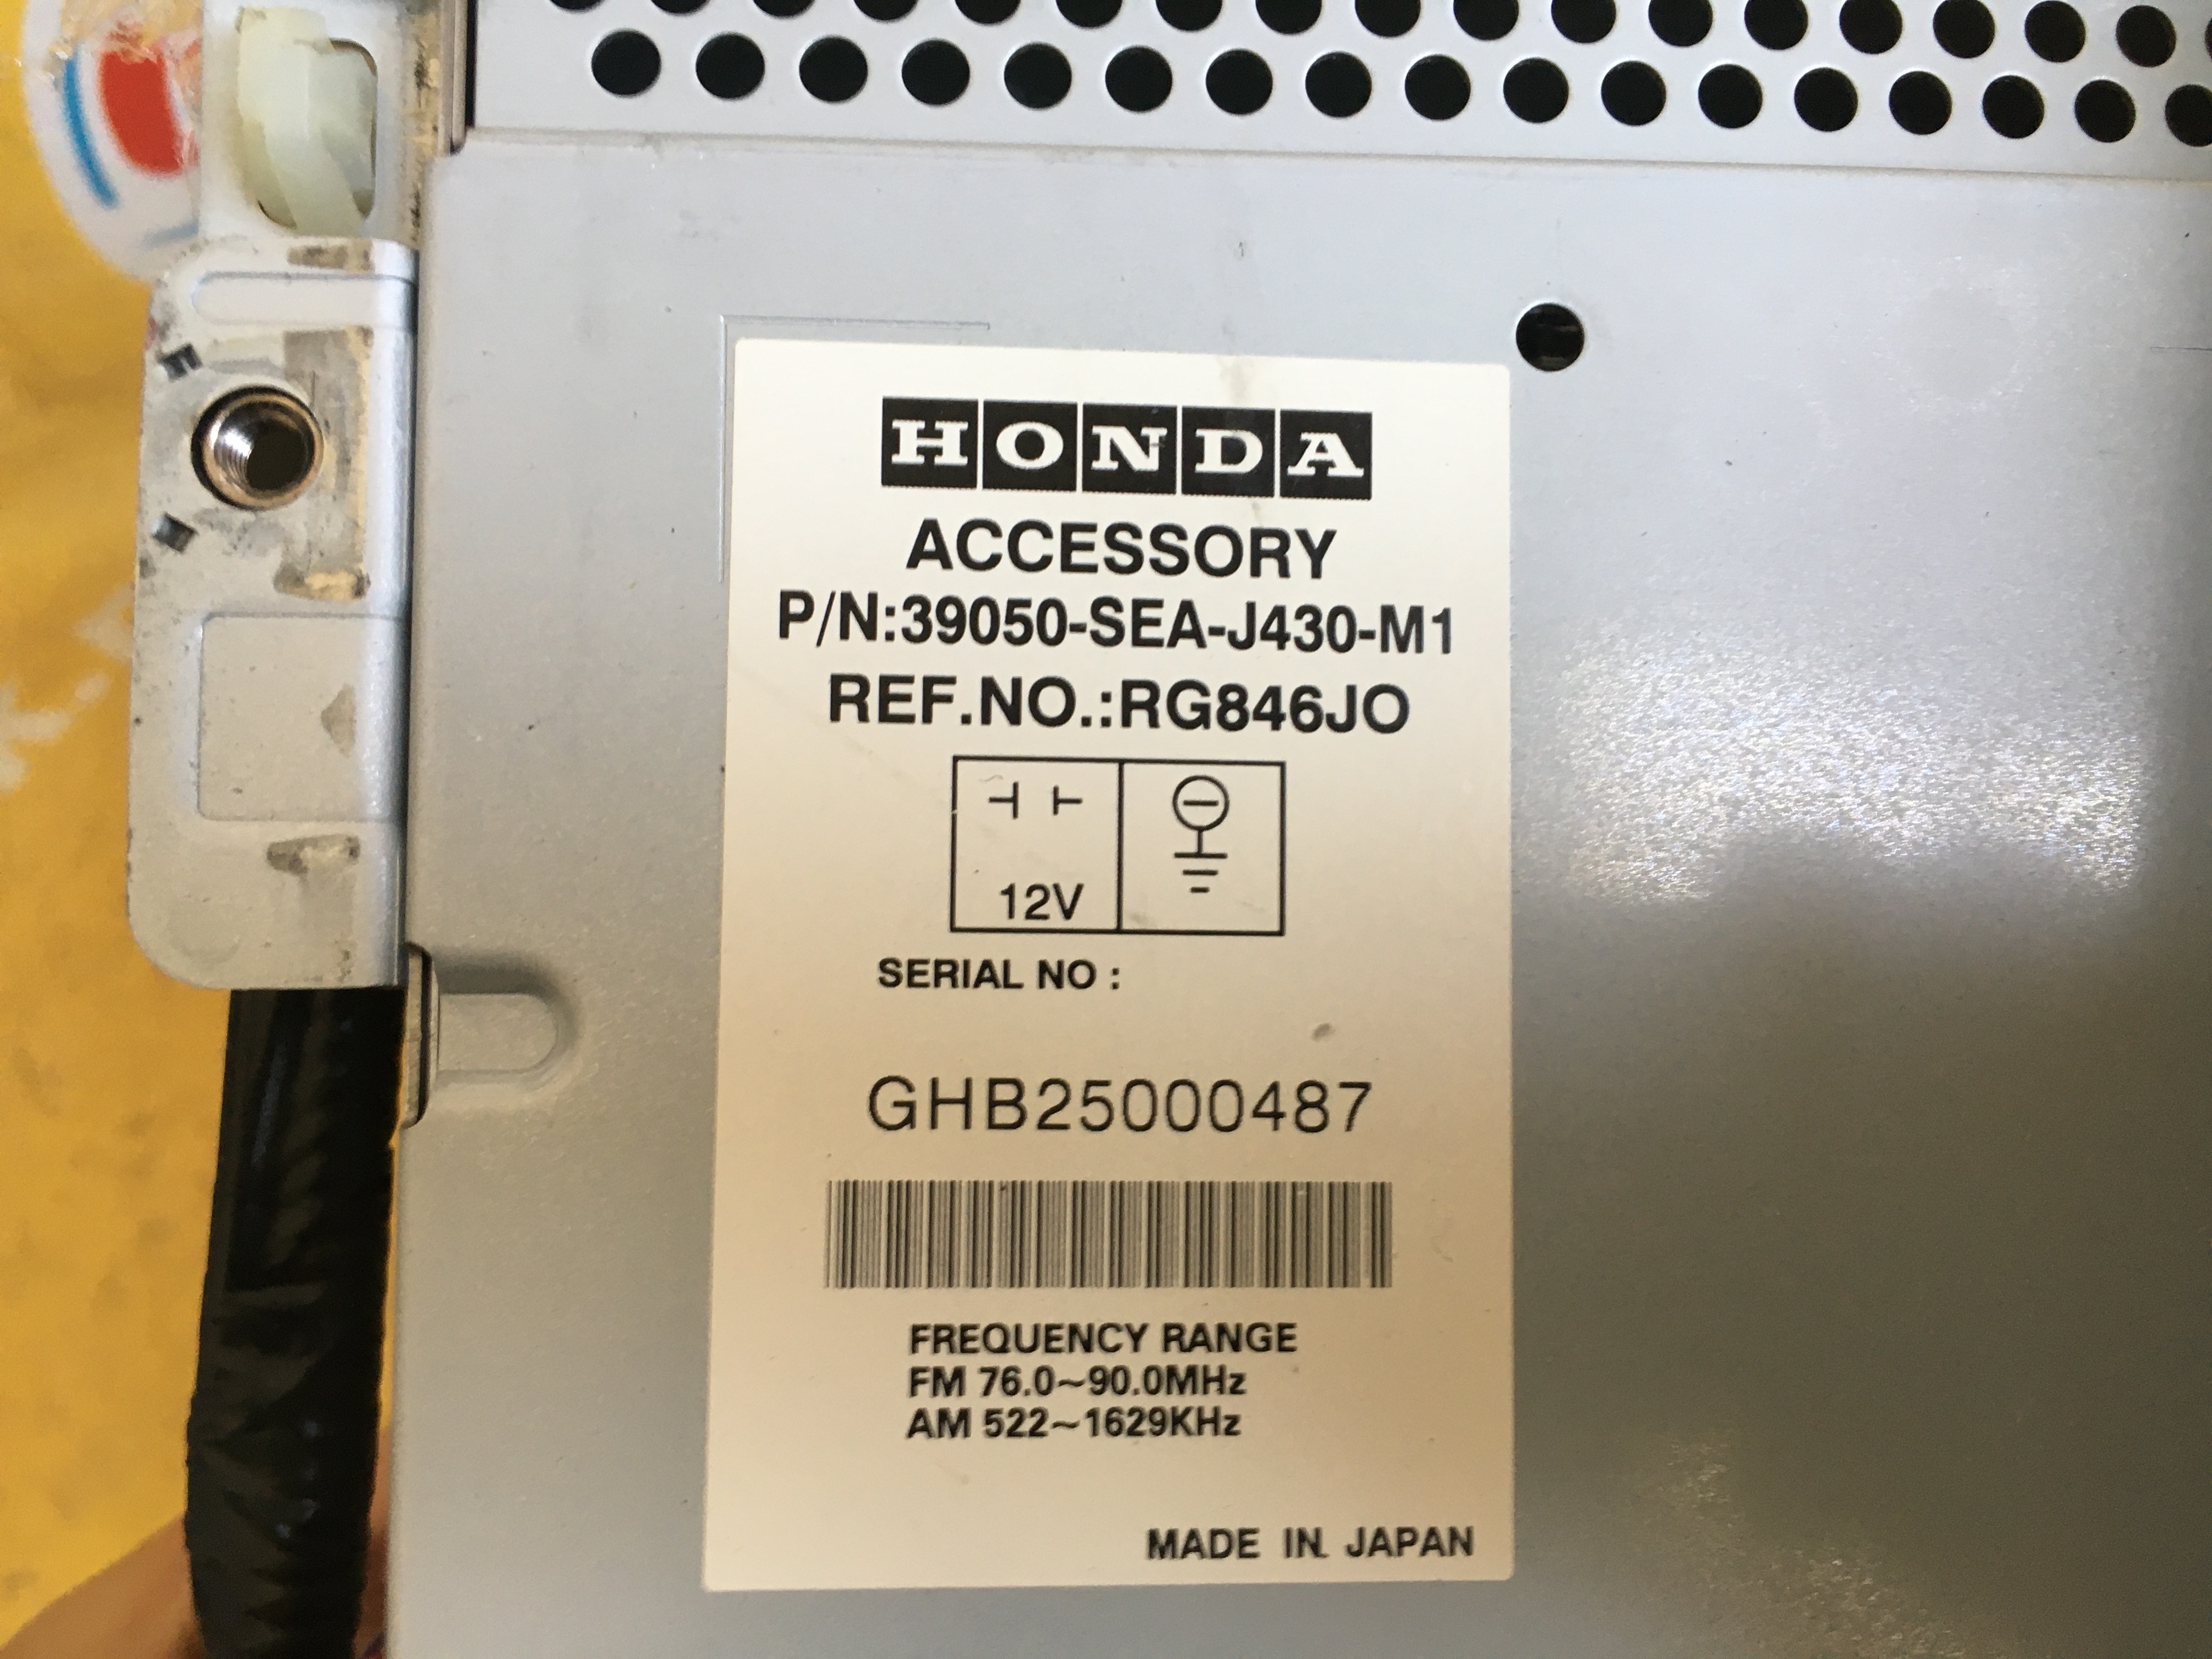 HONDA
ACCESSORY
P/N:39050-SEA-J430-M1
REF.NO.:RG846JO
12V
SERIAL NO :
GHB25000487
FREQUENCY RANGE
FM 76.0~90.0MHz
AM 522~1629KHz
MADE IN JAPAN